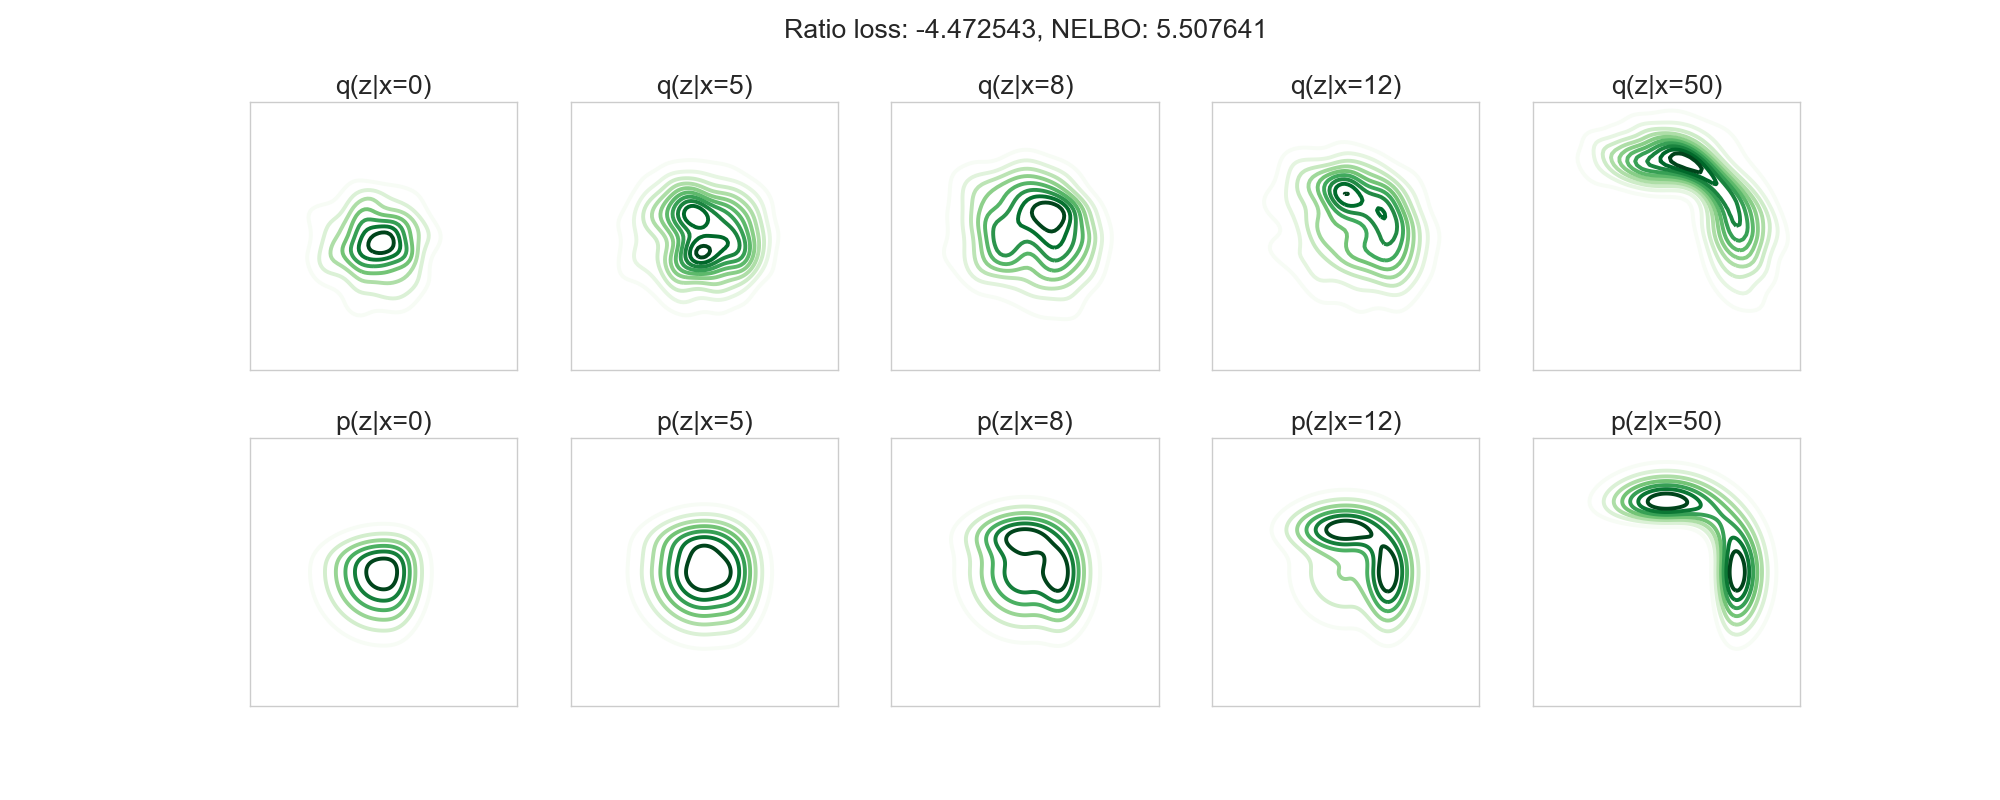 Ratio loss: -4.472543, NELBO: 5.507641
q(z|x=0) q(z|x=5) q(z|x=8) q(z|x=12) q(z|x=50)
p(z|x=0) p(z|x=5) p(z|x=8) p(z|x=12) p(z|x=50)